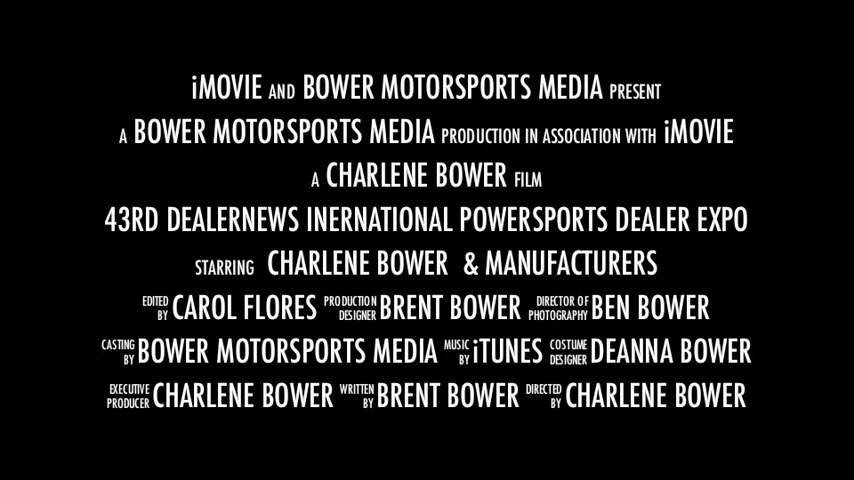 iMOVIE AND BOWER MOTORSPORTS MEDIA PRESENT
A BOWER MOTORSPORTS MEDIA PRODUCTION IN ASSOCIATION WITH iMOVIE
A CHARLENE BOWER FILM
43RD DEALERNEWS INERNATIONAL POWERSPORTS DEALER EXPO
STARRING CHARLENE BOWER & MANUFACTURERS
EDITED BY CAROL FLORES PRODUCTION DESIGNER BRENT BOWER DIRECTOR OF PHOTOGRAPHY BEN BOWER
CASTING BY BOWER MOTORSPORTS MEDIA MUSIC BY iTUNES COSTUME DESIGNER DEANNA BOWER
EXECUTIVE PRODUCER CHARLENE BOWER WRITTEN BY BRENT BOWER DIRECTED BY CHARLENE BOWER